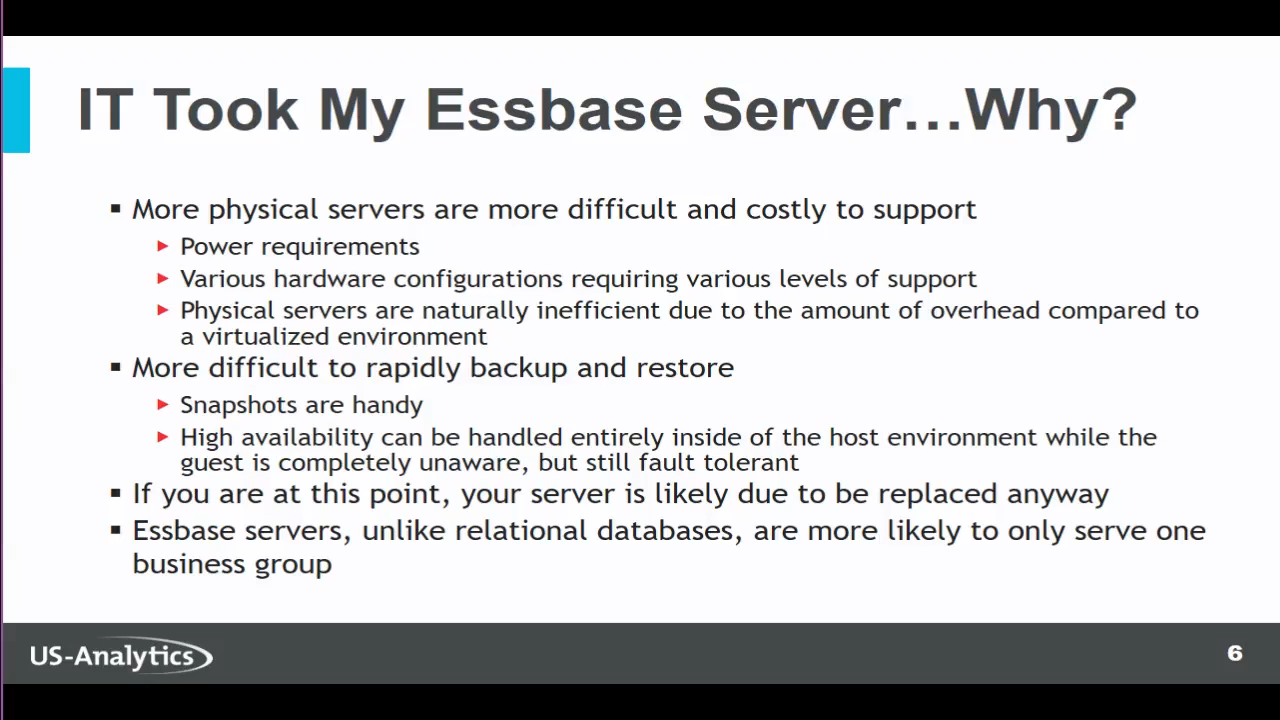 IT Took My Essbase Server…Why?
▪ More physical servers are more difficult and costly to support
▸ Power requirements
▸ Various hardware configurations requiring various levels of support
▸ Physical servers are naturally inefficient due to the amount of overhead compared to
a virtualized environment
▪ More difficult to rapidly backup and restore
▸ Snapshots are handy
▸ High availability can be handled entirely inside of the host environment while the
guest is completely unaware, but still fault tolerant
▪ If you are at this point, your server is likely due to be replaced anyway
▪ Essbase servers, unlike relational databases, are more likely to only serve one
business group
US-Analytics
6